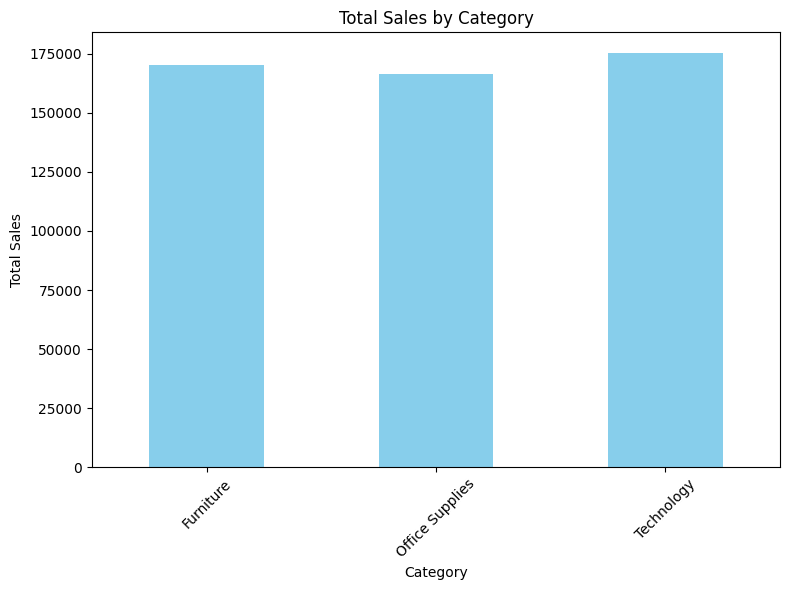 Total Sales by Category
Total Sales
175000
150000
125000
100000
75000
50000
25000
0
Furniture
Office Supplies
Technology
Category